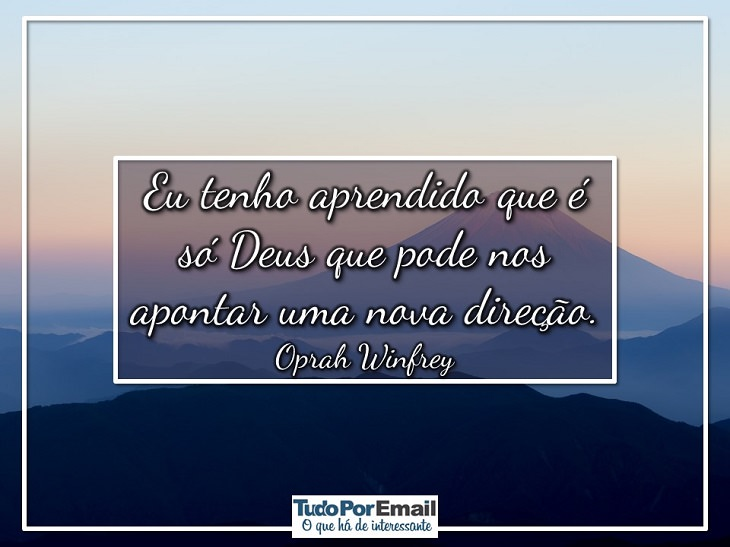 Eu tenho aprendido que é
só Deus que pode nos
apontar uma nova direção.
Oprah Winfrey
TudoPorEmail
O que há de interessante